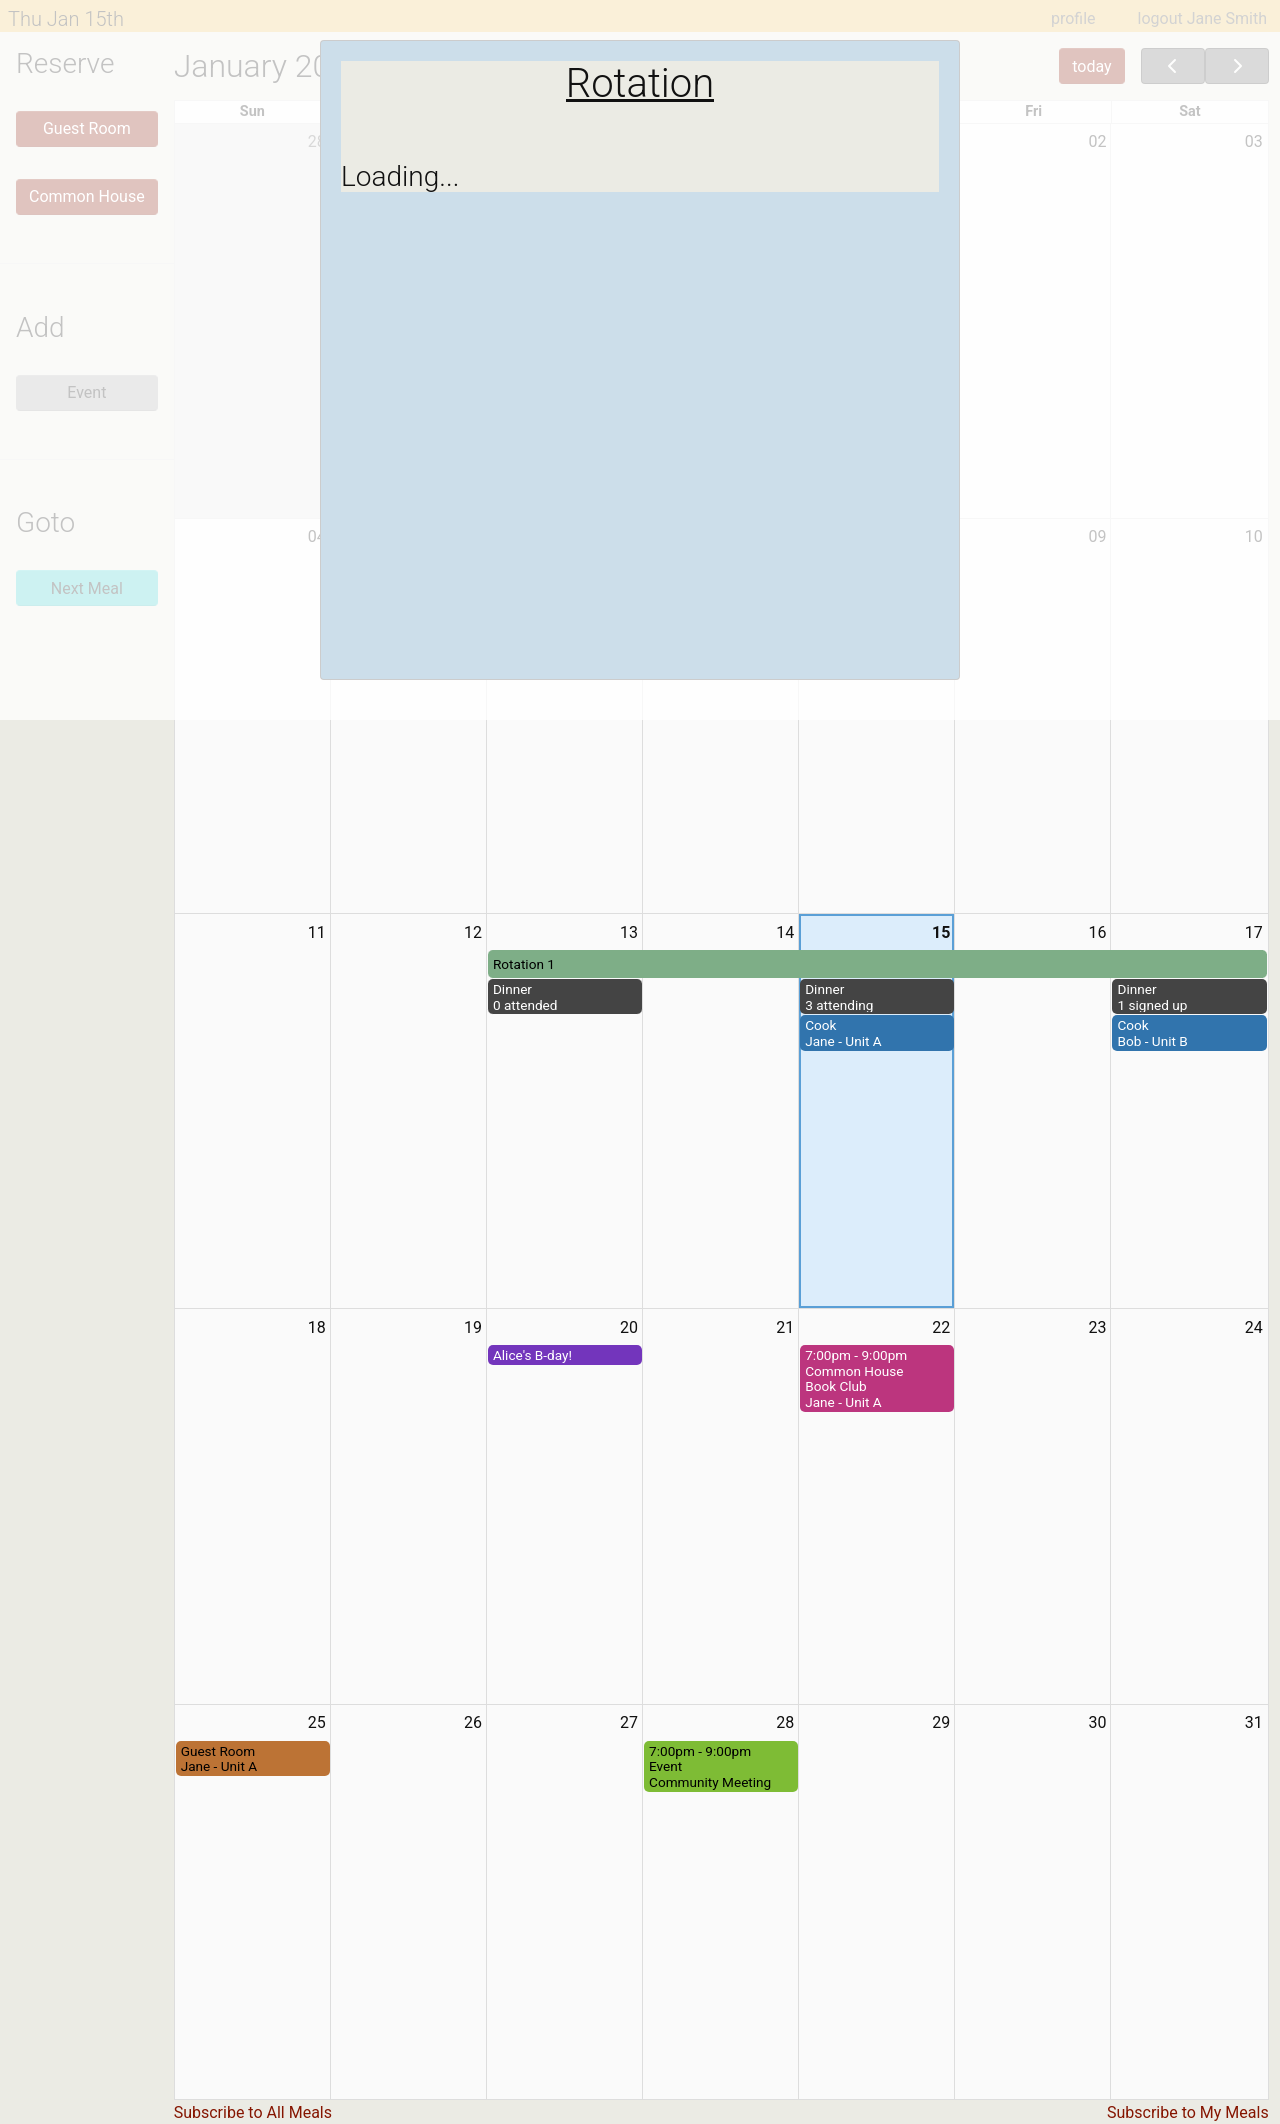 Thu Jan 15th
profile
logout Jane Smith
Reserve
Guest Room
Common House
Add
Event
Goto
Next Meal
January 20
today
Rotation
Loading...
Sun
Fri
Sat
02
03
04
09
10
11
12
13
14
15
16
17
Rotation 1
Dinner
0 attended
Dinner
3 attending
Cook
Jane - Unit A
Dinner
1 signed up
Cook
Bob - Unit B
18
19
20
21
22
23
24
Alice's B-day!
7:00pm - 9:00pm
Common House
Book Club
Jane - Unit A
25
26
27
28
29
30
31
Guest Room
Jane - Unit A
7:00pm - 9:00pm
Event
Community Meeting
Subscribe to All Meals
Subscribe to My Meals